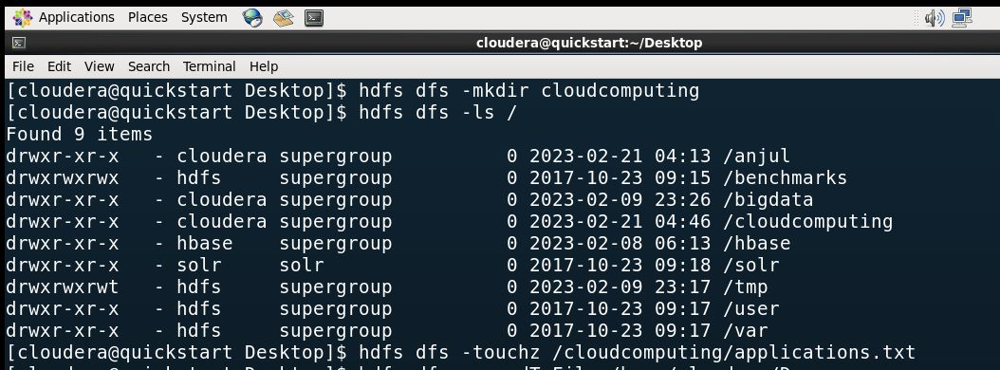 Applications Places System
cloudera@quickstart:~/Desktop
File Edit View Search Terminal Help
[cloudera@quickstart Desktop]$ hdfs dfs -mkdir cloudcomputing
[cloudera@quickstart Desktop]$ hdfs dfs -ls /
Found 9 items
drwxr-xr-x   - cloudera supergroup          0 2023-02-21 04:13 /anjul
drwxrwxrwx   - hdfs     supergroup          0 2017-10-23 09:15 /benchmarks
drwxr-xr-x   - cloudera supergroup          0 2023-02-09 23:26 /bigdata
drwxr-xr-x   - cloudera supergroup          0 2023-02-21 04:46 /cloudcomputing
drwxr-xr-x   - hbase    supergroup          0 2023-02-08 06:13 /hbase
drwxr-xr-x   - solr     solr                0 2017-10-23 09:18 /solr
drwxrwxrwt   - hdfs     supergroup          0 2023-02-09 23:17 /tmp
drwxr-xr-x   - hdfs     supergroup          0 2017-10-23 09:17 /user
drwxr-xr-x   - hdfs     supergroup          0 2017-10-23 09:17 /var
[cloudera@quickstart Desktop]$ hdfs dfs -touchz /cloudcomputing/applications.txt